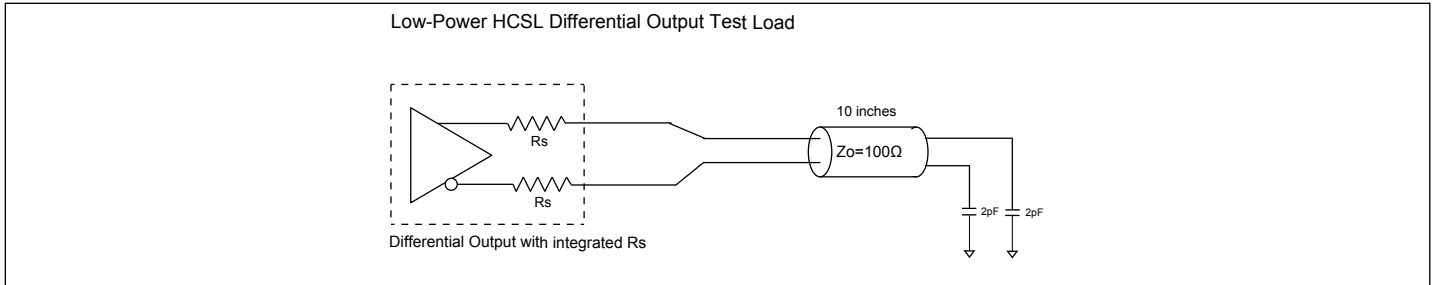 Low-Power HCSL Differential Output Test Load
10 inches
Rs
Zo=100Ω
Rs
2pF
2pF
Differential Output with integrated Rs